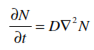 ∂N/∂t = D∇²N